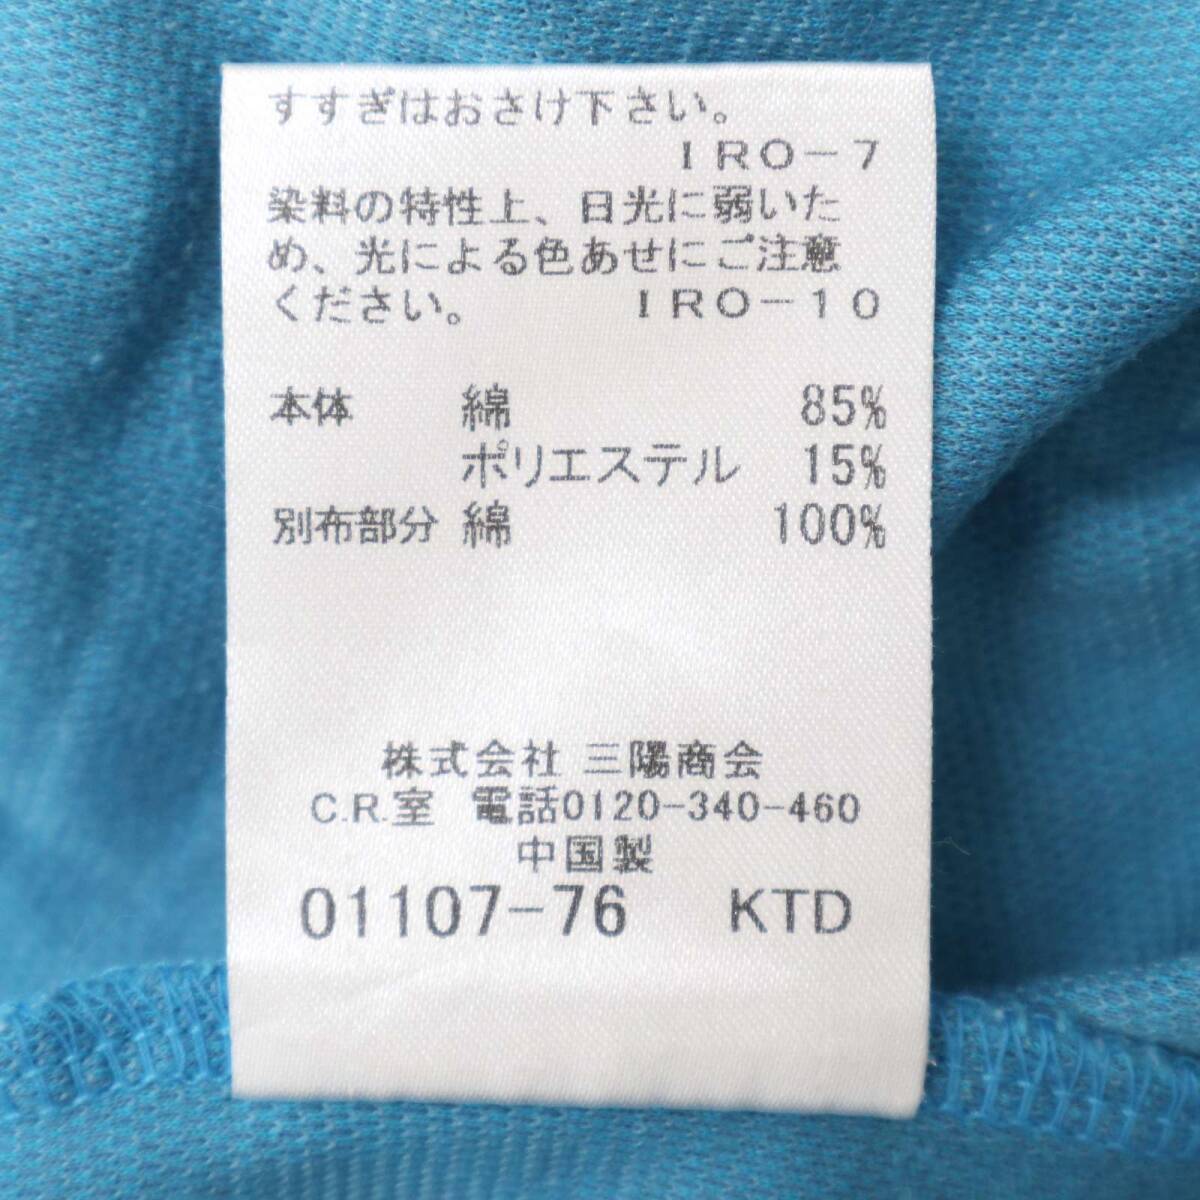 すすぎはおさけ下さい。
IRO-7
染料の特性上、日光に弱いた
め、光による色あせにご注意
ください。 IRO-10
本体 綿 85%
ポリエステル 15%
別布部分 綿 100%
株式会社 三陽商会
C.R.室 電話0120-340-460
中国製
01107-76 KTD